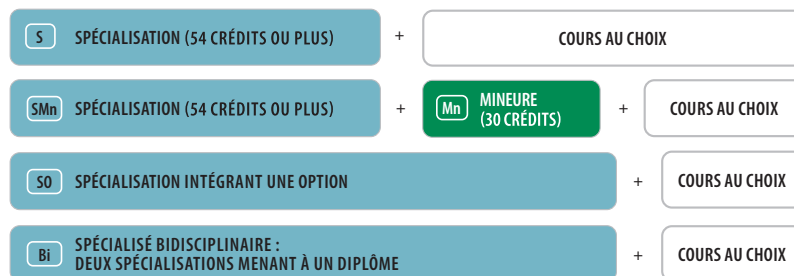 S SPÉCIALISATION (54 CRÉDITS OU PLUS) + COURS AU CHOIX
SMn SPÉCIALISATION (54 CRÉDITS OU PLUS) + Mn MINEURE
(30 CRÉDITS) + COURS AU CHOIX
SO SPÉCIALISATION INTÉGRANT UNE OPTION + COURS AU CHOIX
Bi SPÉCIALISÉ BIDISCIPLINAIRE :
DEUX SPÉCIALISATIONS MENANT À UN DIPLÔME + COURS AU CHOIX